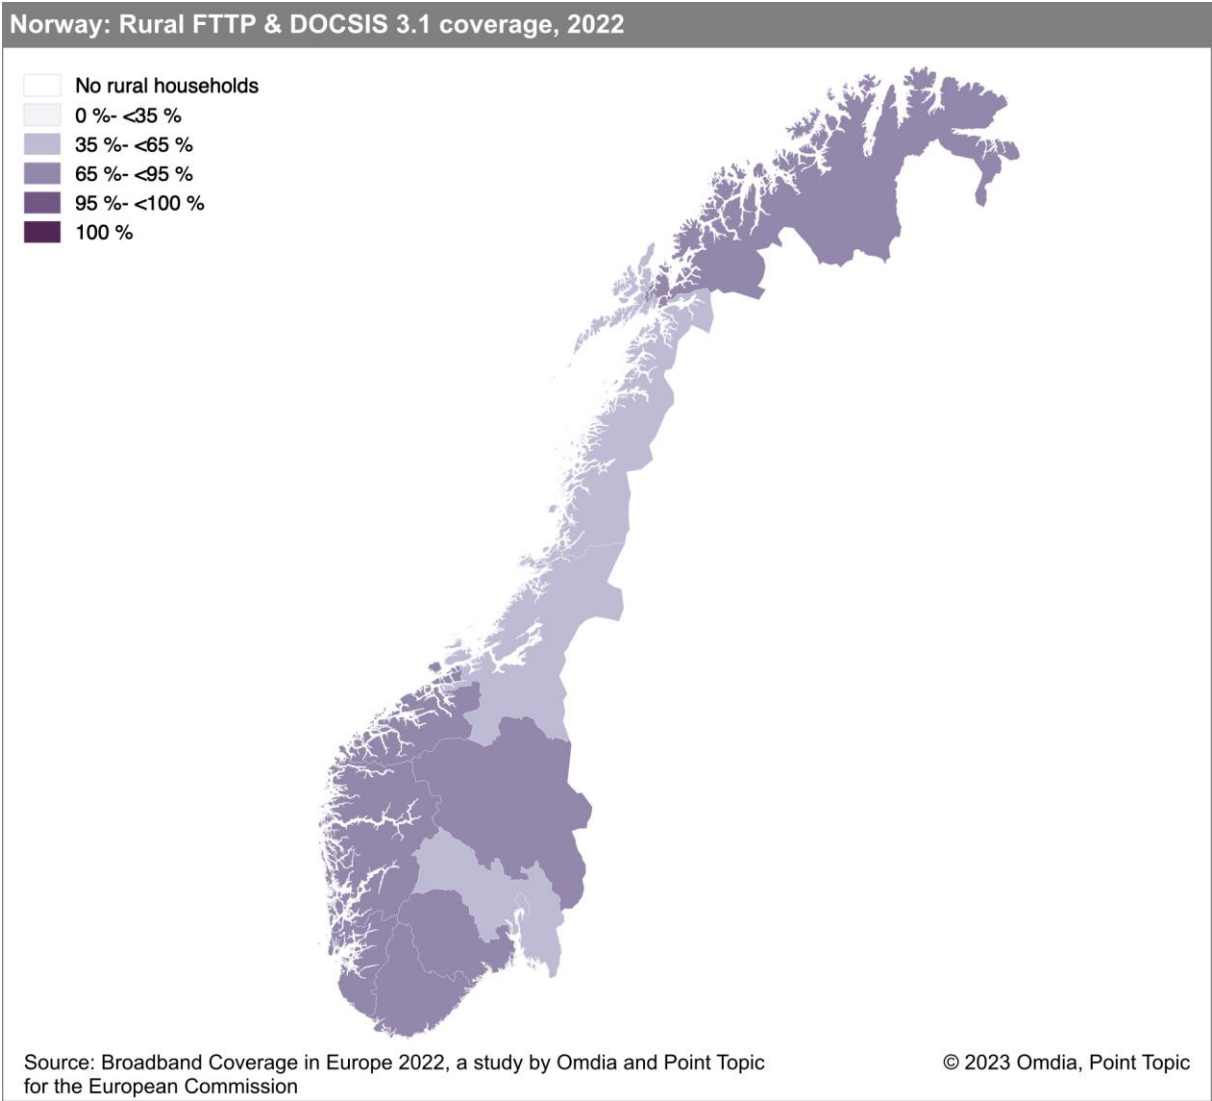 Norway: Rural FTTP & DOCSIS 3.1 coverage, 2022
No rural households
0 %- <35 %
35 %- <65 %
65 %- <95 %
95 %- <100 %
100 %
Source: Broadband Coverage in Europe 2022, a study by Omdia and Point Topic
for the European Commission
© 2023 Omdia, Point Topic